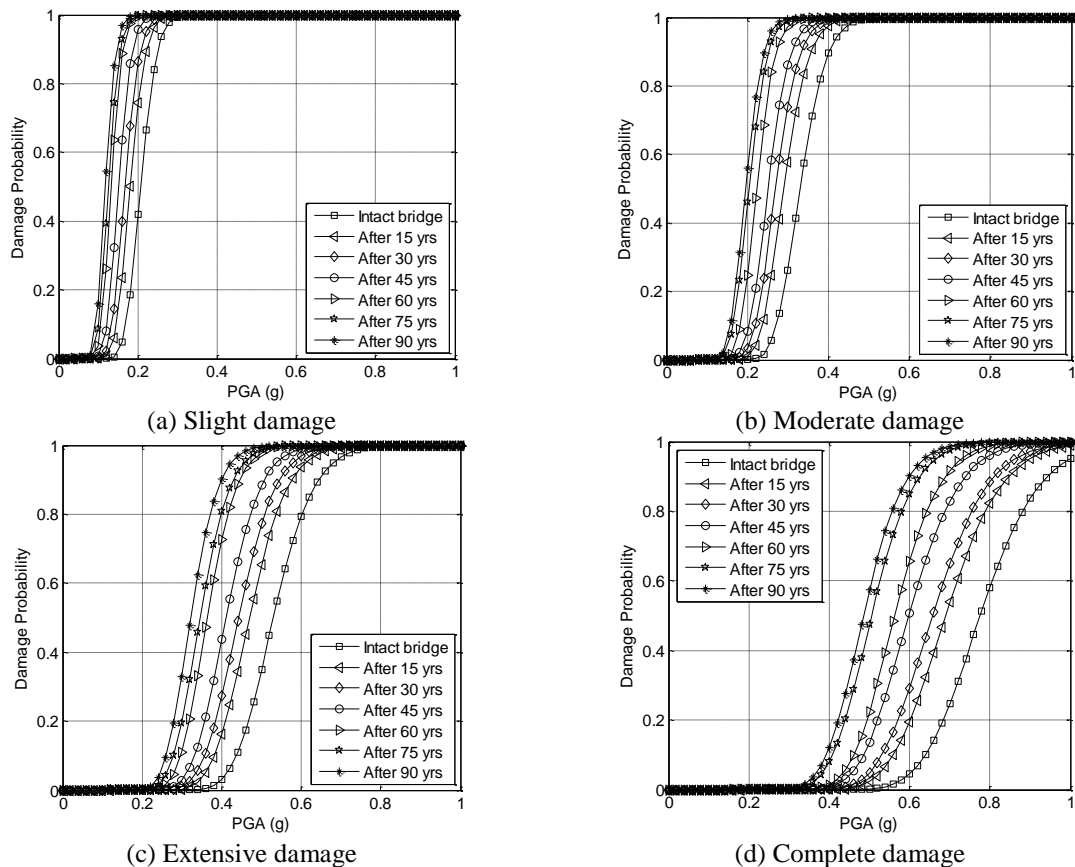 1
0.8
0.6
0.4
0.2
0
Damage Probability
Intact bridge
After 15 yrs
After 30 yrs
After 45 yrs
After 60 yrs
After 75 yrs
After 90 yrs
0 0.2 0.4 0.6 0.8 1
PGA (g)
(a) Slight damage
1
0.8
0.6
0.4
0.2
0
Damage Probability
Intact bridge
After 15 yrs
After 30 yrs
After 45 yrs
After 60 yrs
After 75 yrs
After 90 yrs
0 0.2 0.4 0.6 0.8 1
PGA (g)
(b) Moderate damage
1
0.8
0.6
0.4
0.2
0
Damage Probability
Intact bridge
After 15 yrs
After 30 yrs
After 45 yrs
After 60 yrs
After 75 yrs
After 90 yrs
0 0.2 0.4 0.6 0.8 1
PGA (g)
(c) Extensive damage
1
0.8
0.6
0.4
0.2
0
Damage Probability
Intact bridge
After 15 yrs
After 30 yrs
After 45 yrs
After 60 yrs
After 75 yrs
After 90 yrs
0 0.2 0.4 0.6 0.8 1
PGA (g)
(d) Complete damage